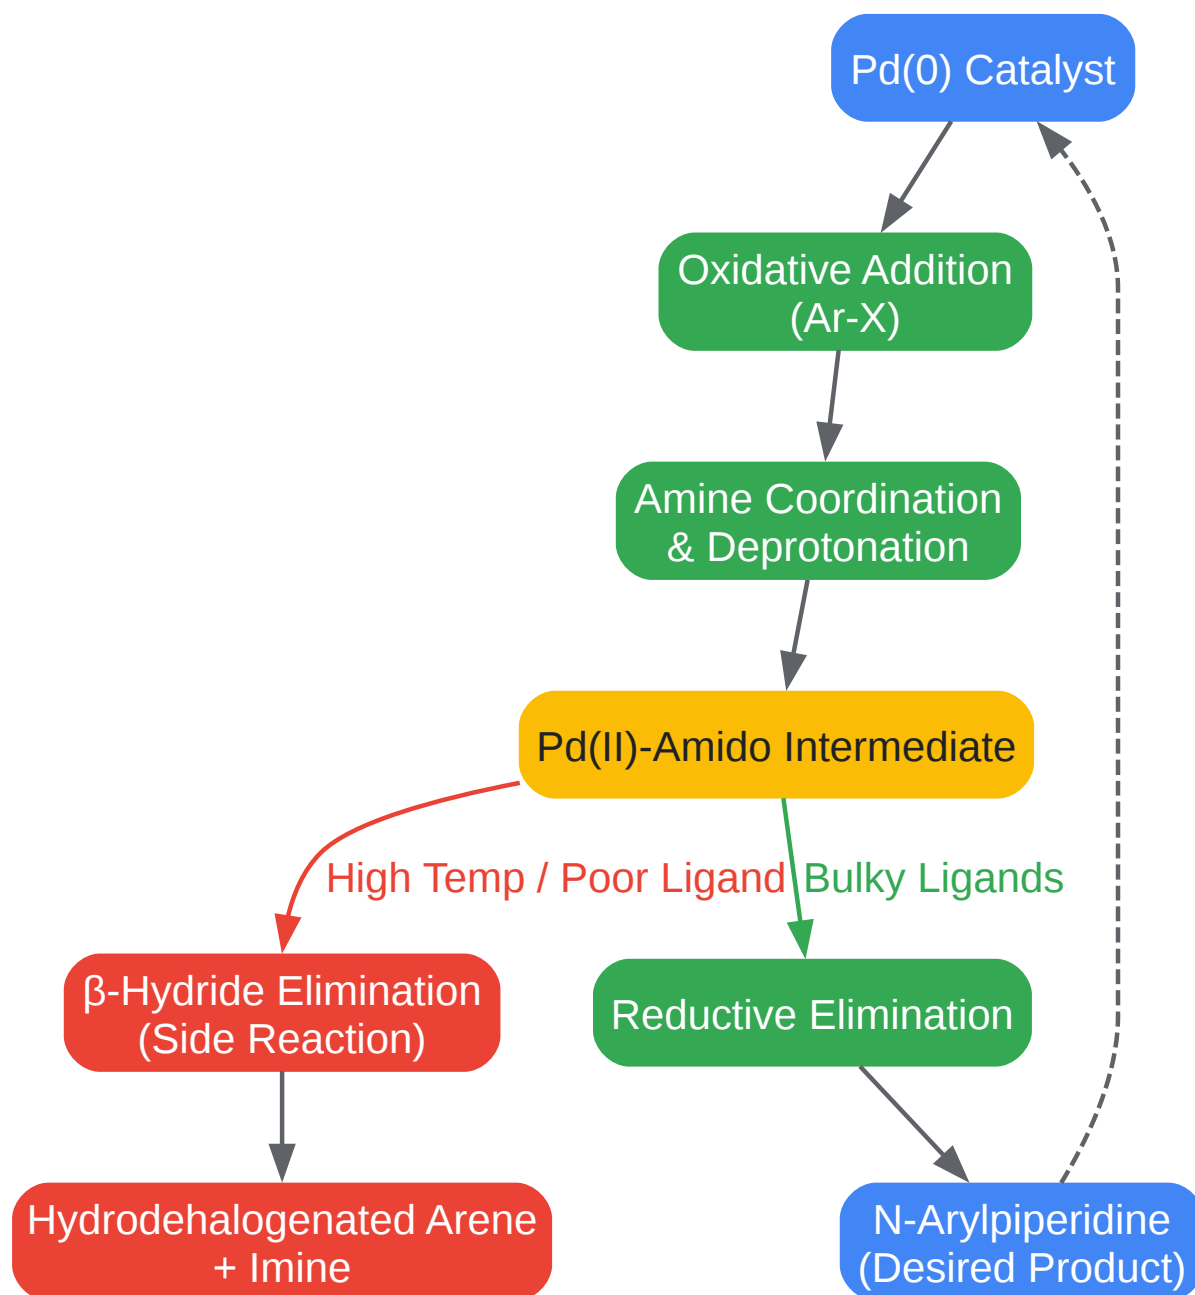 Pd(0) Catalyst
Oxidative Addition
(Ar-X)
Amine Coordination
& Deprotonation
Pd(II)-Amido Intermediate
High Temp / Poor Ligand
Bulky Ligands
β-Hydride Elimination
(Side Reaction)
Reductive Elimination
Hydrodehalogenated Arene
+ Imine
N-Arylpiperidine
(Desired Product)